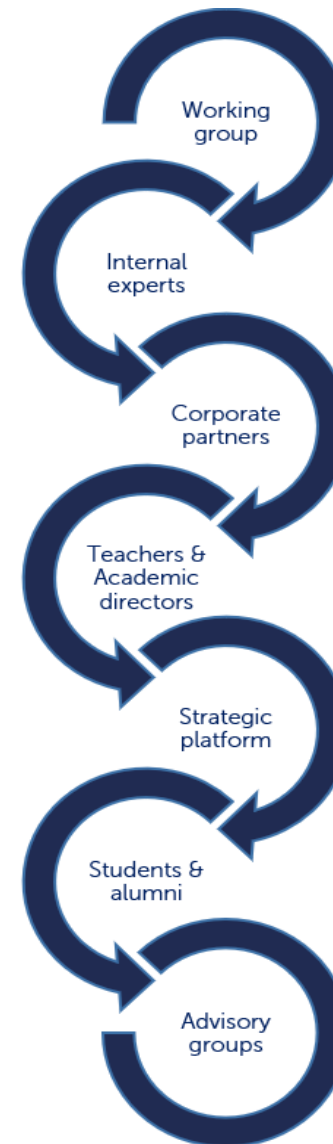 Working
group
Internal
experts
Corporate
partners
Teachers &
Academic
directors
Strategic
platform
Students &
alumni
Advisory
groups